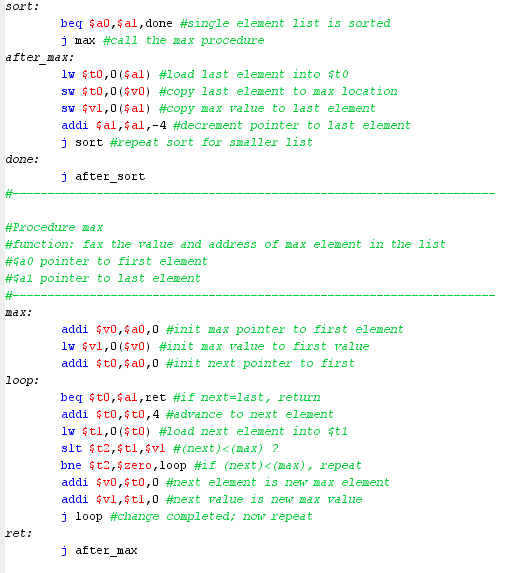 sort:
beq $a0,$a1,done #single element list is sorted
j max #call the max procedure
after_max:
lw $t0,0($a1) #load last element into $t0
sw $t0,0($v0) #copy last element to max location
sw $v1,0($a1) #copy max value to last element
addi $a1,$a1,-4 #decrement pointer to last element
j sort #repeat sort for smaller list
done:
j after_sort
#----------------------------------------------------------------------
#Procedure max
#function: fax the value and address of max element in the list
#$a0 pointer to first element
#$a1 pointer to last element
#----------------------------------------------------------------------
max:
addi $v0,$a0,0 #init max pointer to first element
lw $v1,0($v0) #init max value to first value
addi $t0,$a0,0 #init next pointer to first
loop:
beq $t0,$a1,ret #if next=last, return
addi $t0,$t0,4 #advance to next element
lw $t1,0($t0) #load next element into $t1
slt $t2,$t1,$v1 #(next)<(max) ?
bne $t2,$zero,loop #if (next)<(max), repeat
addi $v0,$t0,0 #next element is new max element
addi $v1,$t1,0 #next value is new max value
j loop #change completed; now repeat
ret:
j after_max